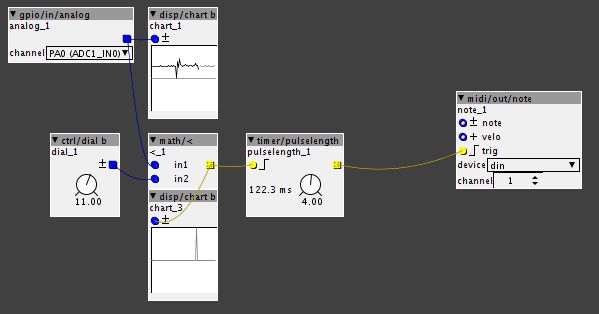 gpio/in/analog
analog_1
channel PA0 (ADC1_IN0)
disp/chart b
chart_1
±
ctrl/dial b
dial_1
±
11.00
math/<
<_1
in1
in2
disp/chart b
chart_3
±
timer/pulselength
pulselength_1
122.3 ms
4.00
midi/out/note
note_1
± note
+ velo
trig
device din
channel 1